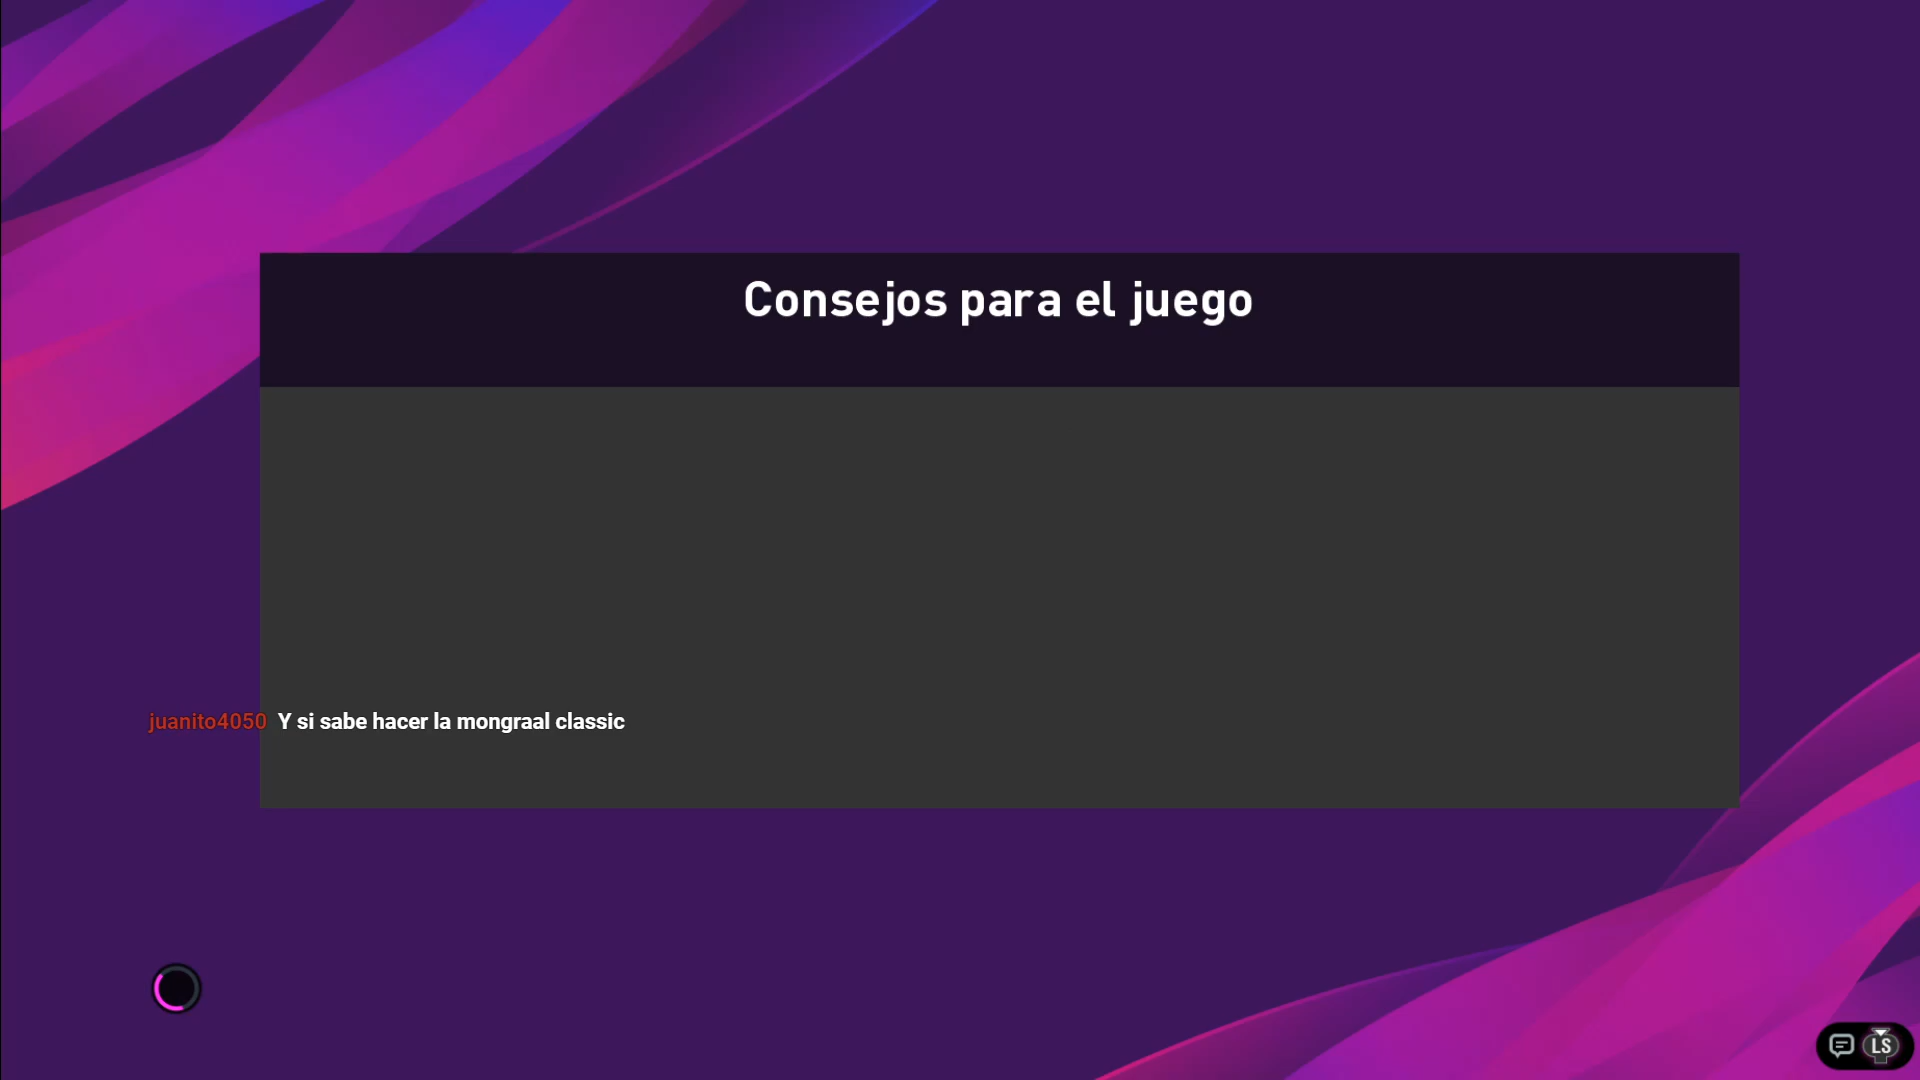 Consejos para el juego
juanito4050 Y si sabe hacer la mongraal classic
LS